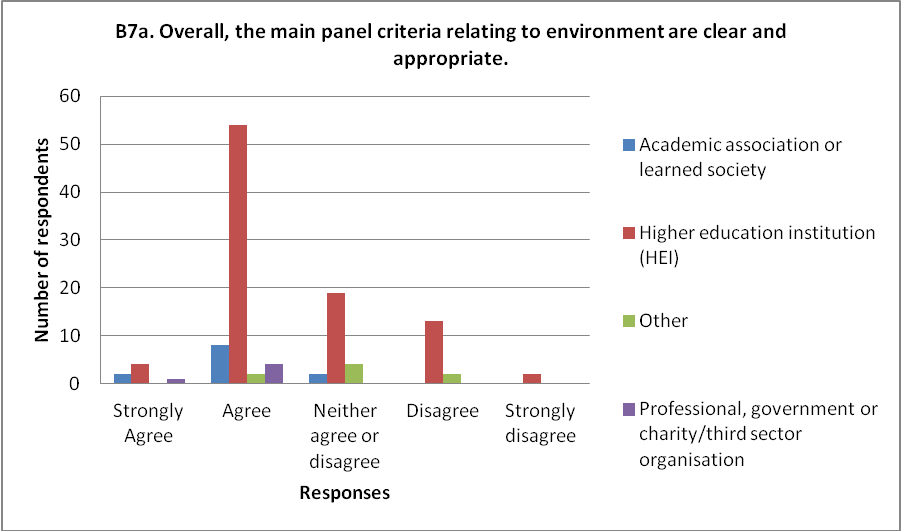 B7a. Overall, the main panel criteria relating to environment are clear and
appropriate.
60
50
40
30
20
10
0
Number of respondents
Strongly
Agree
Agree
Neither
agree or
disagree
Disagree
Strongly
disagree
Responses
Academic association or
learned society
Higher education institution
(HEI)
Other
Professional, government or
charity/third sector
organisation